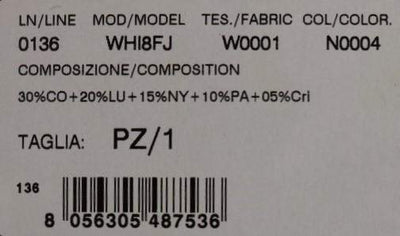 LN/LINE MOD/MODEL TES./FABRIC COL/COLOR.
0136 WHI8FJ W0001 N0004
COMPOSIZIONE/COMPOSITION
30%CO+20%LU+15%NY+10%PA+05%Cri
TAGLIA: PZ/1
136
8 056305 487536